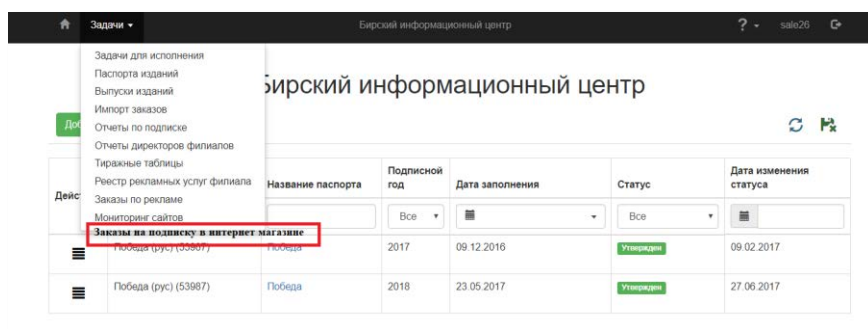 Задачи
Бирский информационный центр
?
sale26
Задачи для исполнения
Паспорта изданий
Выпуски изданий
Импорт заказов
Отчеты по подписке
Отчеты директоров филиалов
Тиражные таблицы
Реестр рекламных услуг филиала
Заказы по рекламе
Мониторинг сайтов
Заказы на подписку в интернет магазине
Бирский информационный центр
Доб
Дейс
Название паспорта
Подписной год
Дата заполнения
Статус
Дата изменения статуса
Все
Все
Победа (рус) (53987)
Победа
2017
09.12.2016
Утвержден
09.02.2017
Победа (рус) (53987)
Победа
2018
23.05.2017
Утвержден
27.06.2017